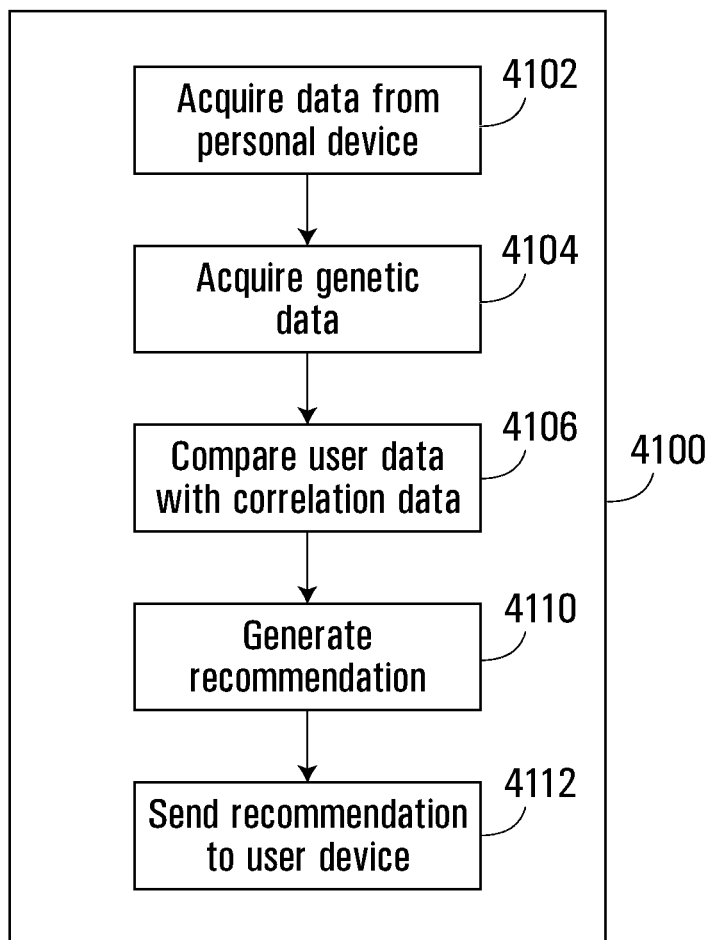 4102
Acquire data from
personal device
4104
Acquire genetic
data
4106
Compare user data
with correlation data
4100
4110
Generate
recommendation
4112
Send recommendation
to user device